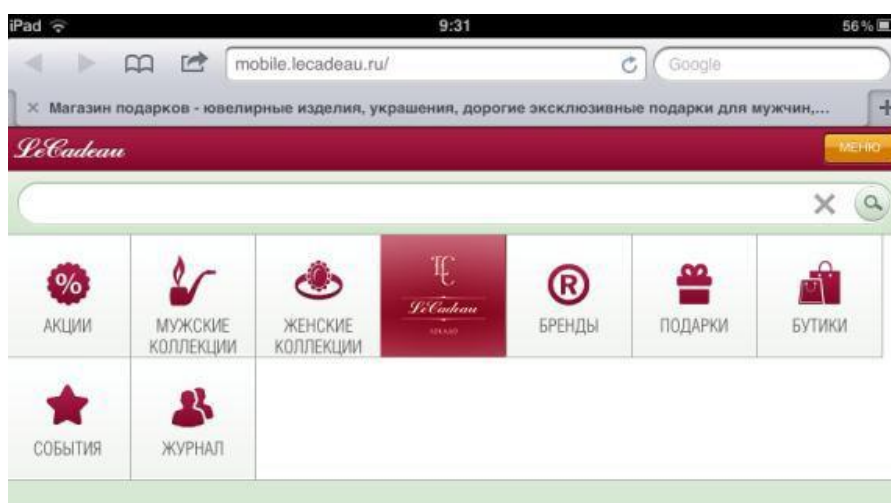 iPad 9:31 56%
mobile.lecadeau.ru/ Google
× Магазин подарков - ювелирные изделия, украшения, дорогие эксклюзивные подарки для мужчин,... +
LeCadeau МЕНЮ
% АКЦИИ
МУЖСКИЕ
КОЛЛЕКЦИИ
ЖЕНСКИЕ
КОЛЛЕКЦИИ
LC
LeCadeau
® БРЕНДЫ
ПОДАРКИ
БУТИКИ
СОБЫТИЯ
ЖУРНАЛ